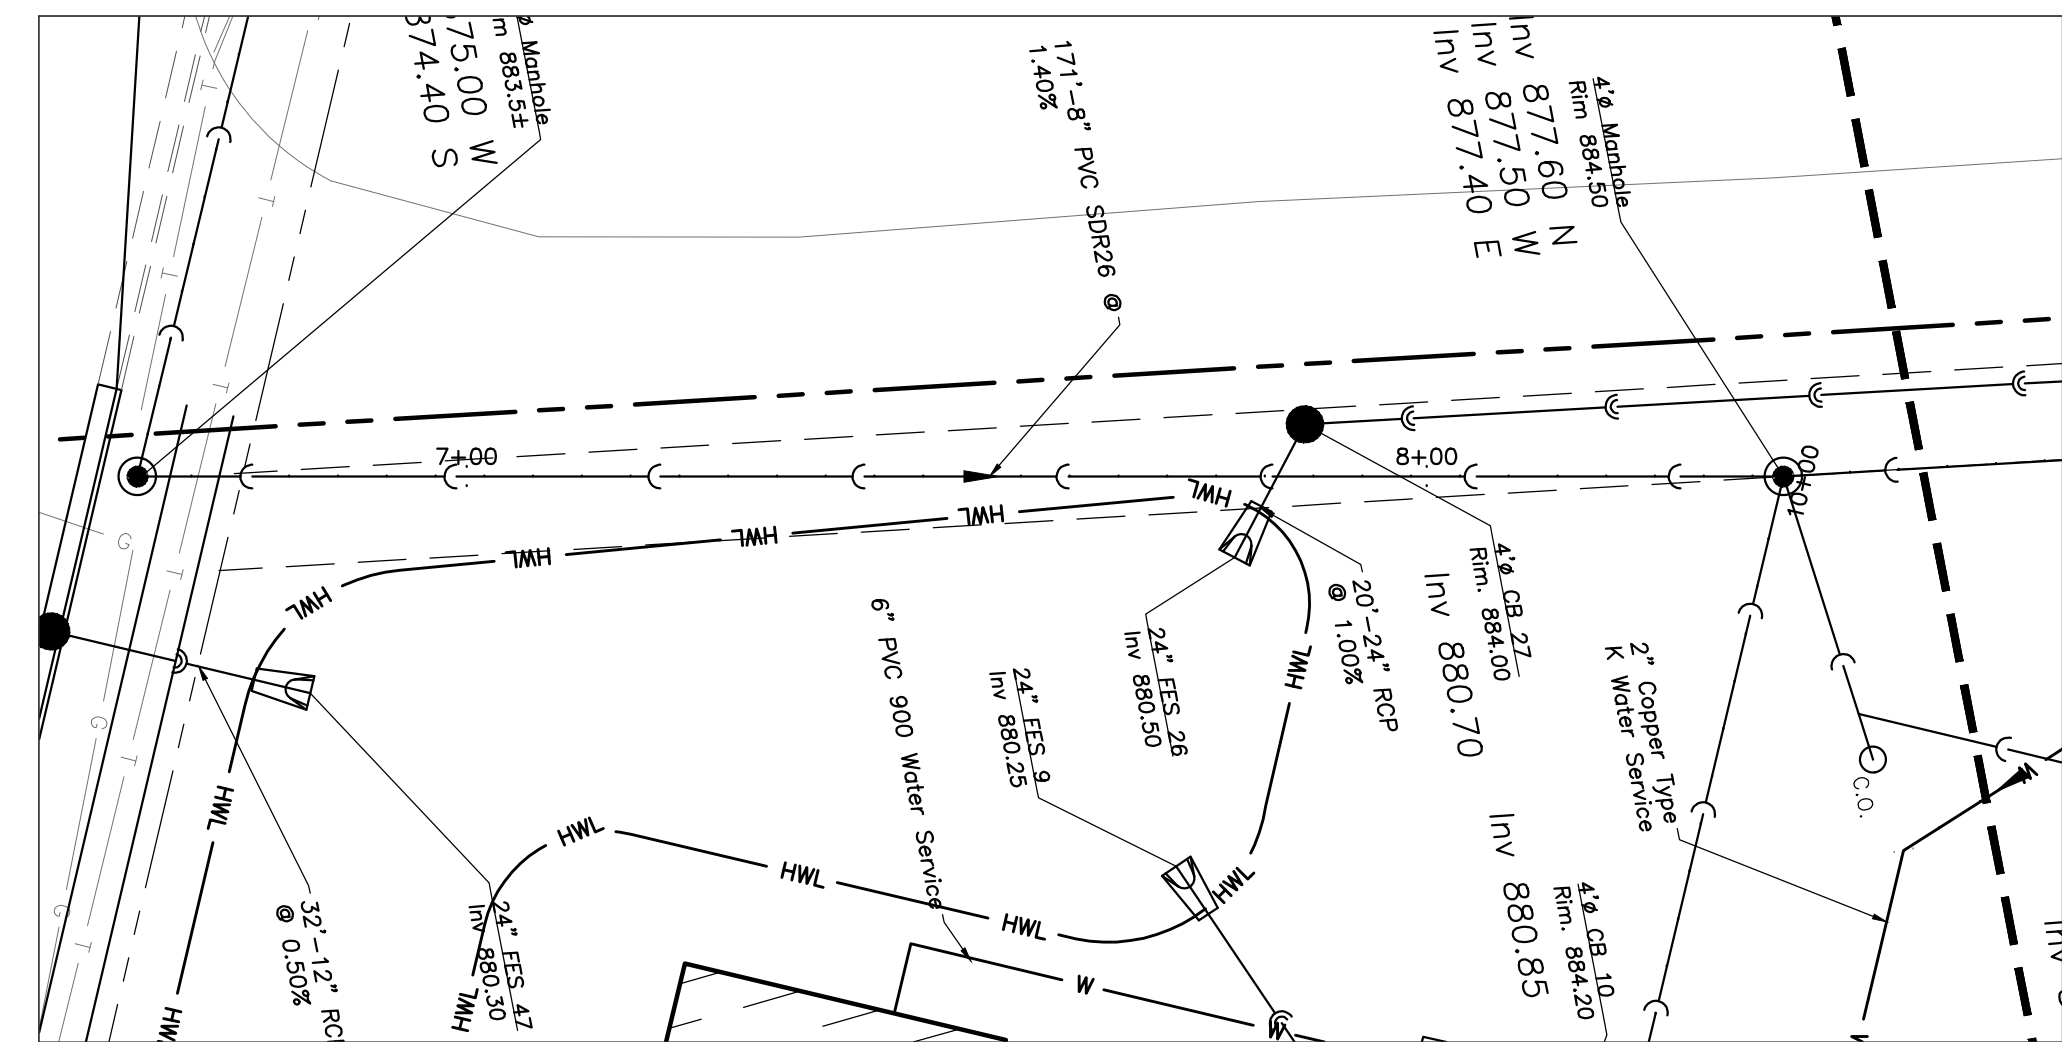 ø Manhole
m 883.5±
75.00 W
874.40 S
171'-8" PVC SDR26 @
1.40%
4'ø Manhole
Rim 884.50
Inv 877.60 N
Inv 877.50 W
Inv 877.40 E
T
T
T
T
T
T
T
7+00
8+00
10+00
HWL
HWL
HWL
HWL
HWL
HWL
HWL
HWL
HWL
HWL
HWL
HWL
HWL
G
G
G
4'ø CB 27
Rim. 884.00
Inv 880.70
20'-24" RCP
@ 1.00%
24" FES 26
Inv 880.50
24" FES 9
Inv 880.25
6" PVC 900 Water Service
2" Copper Type
K Water Service
C.O.
4'ø CB 10
Rim. 884.20
Inv 880.85
24" FES 47
Inv 880.30
32'-12" RCP
@ 0.50%
W
W
W
W
Inv